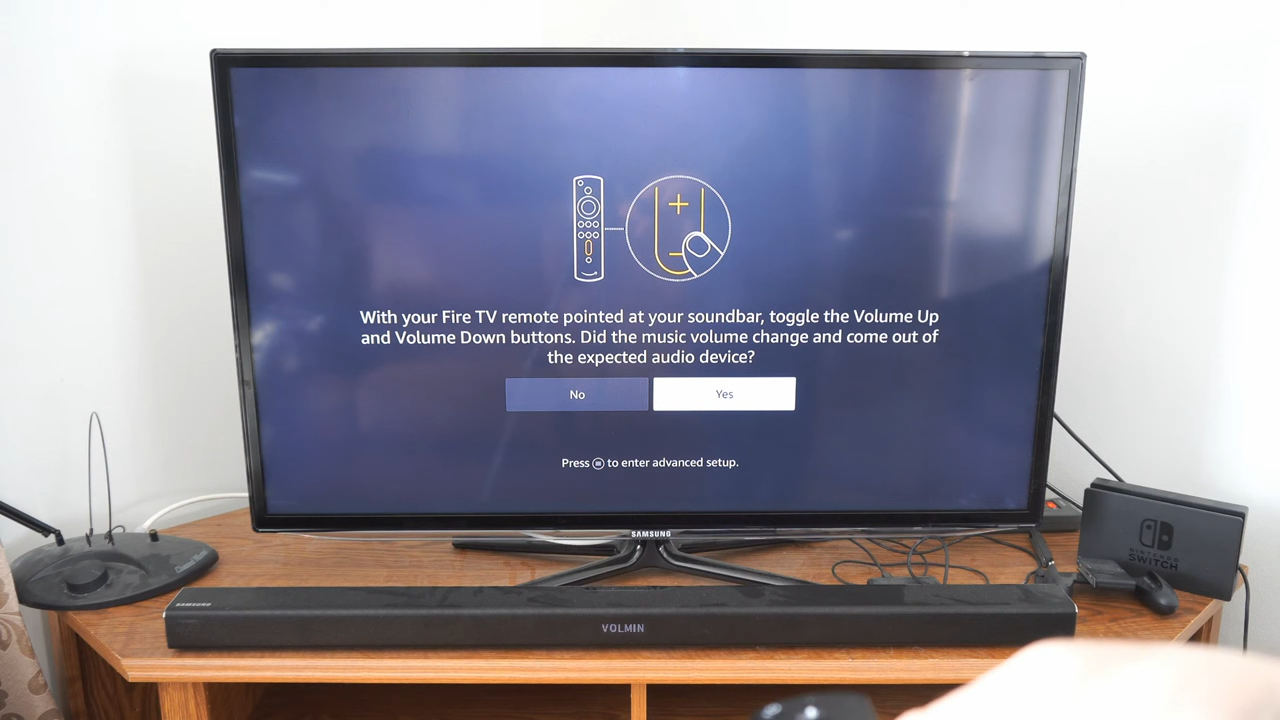 With your Fire TV remote pointed at your soundbar, toggle the Volume Up
and Volume Down buttons. Did the music volume change and come out of
the expected audio device?
No
Yes
Press to enter advanced setup.
SAMSUNG
NINTENDO
SWITCH
SAMSUNG
VOLMIN